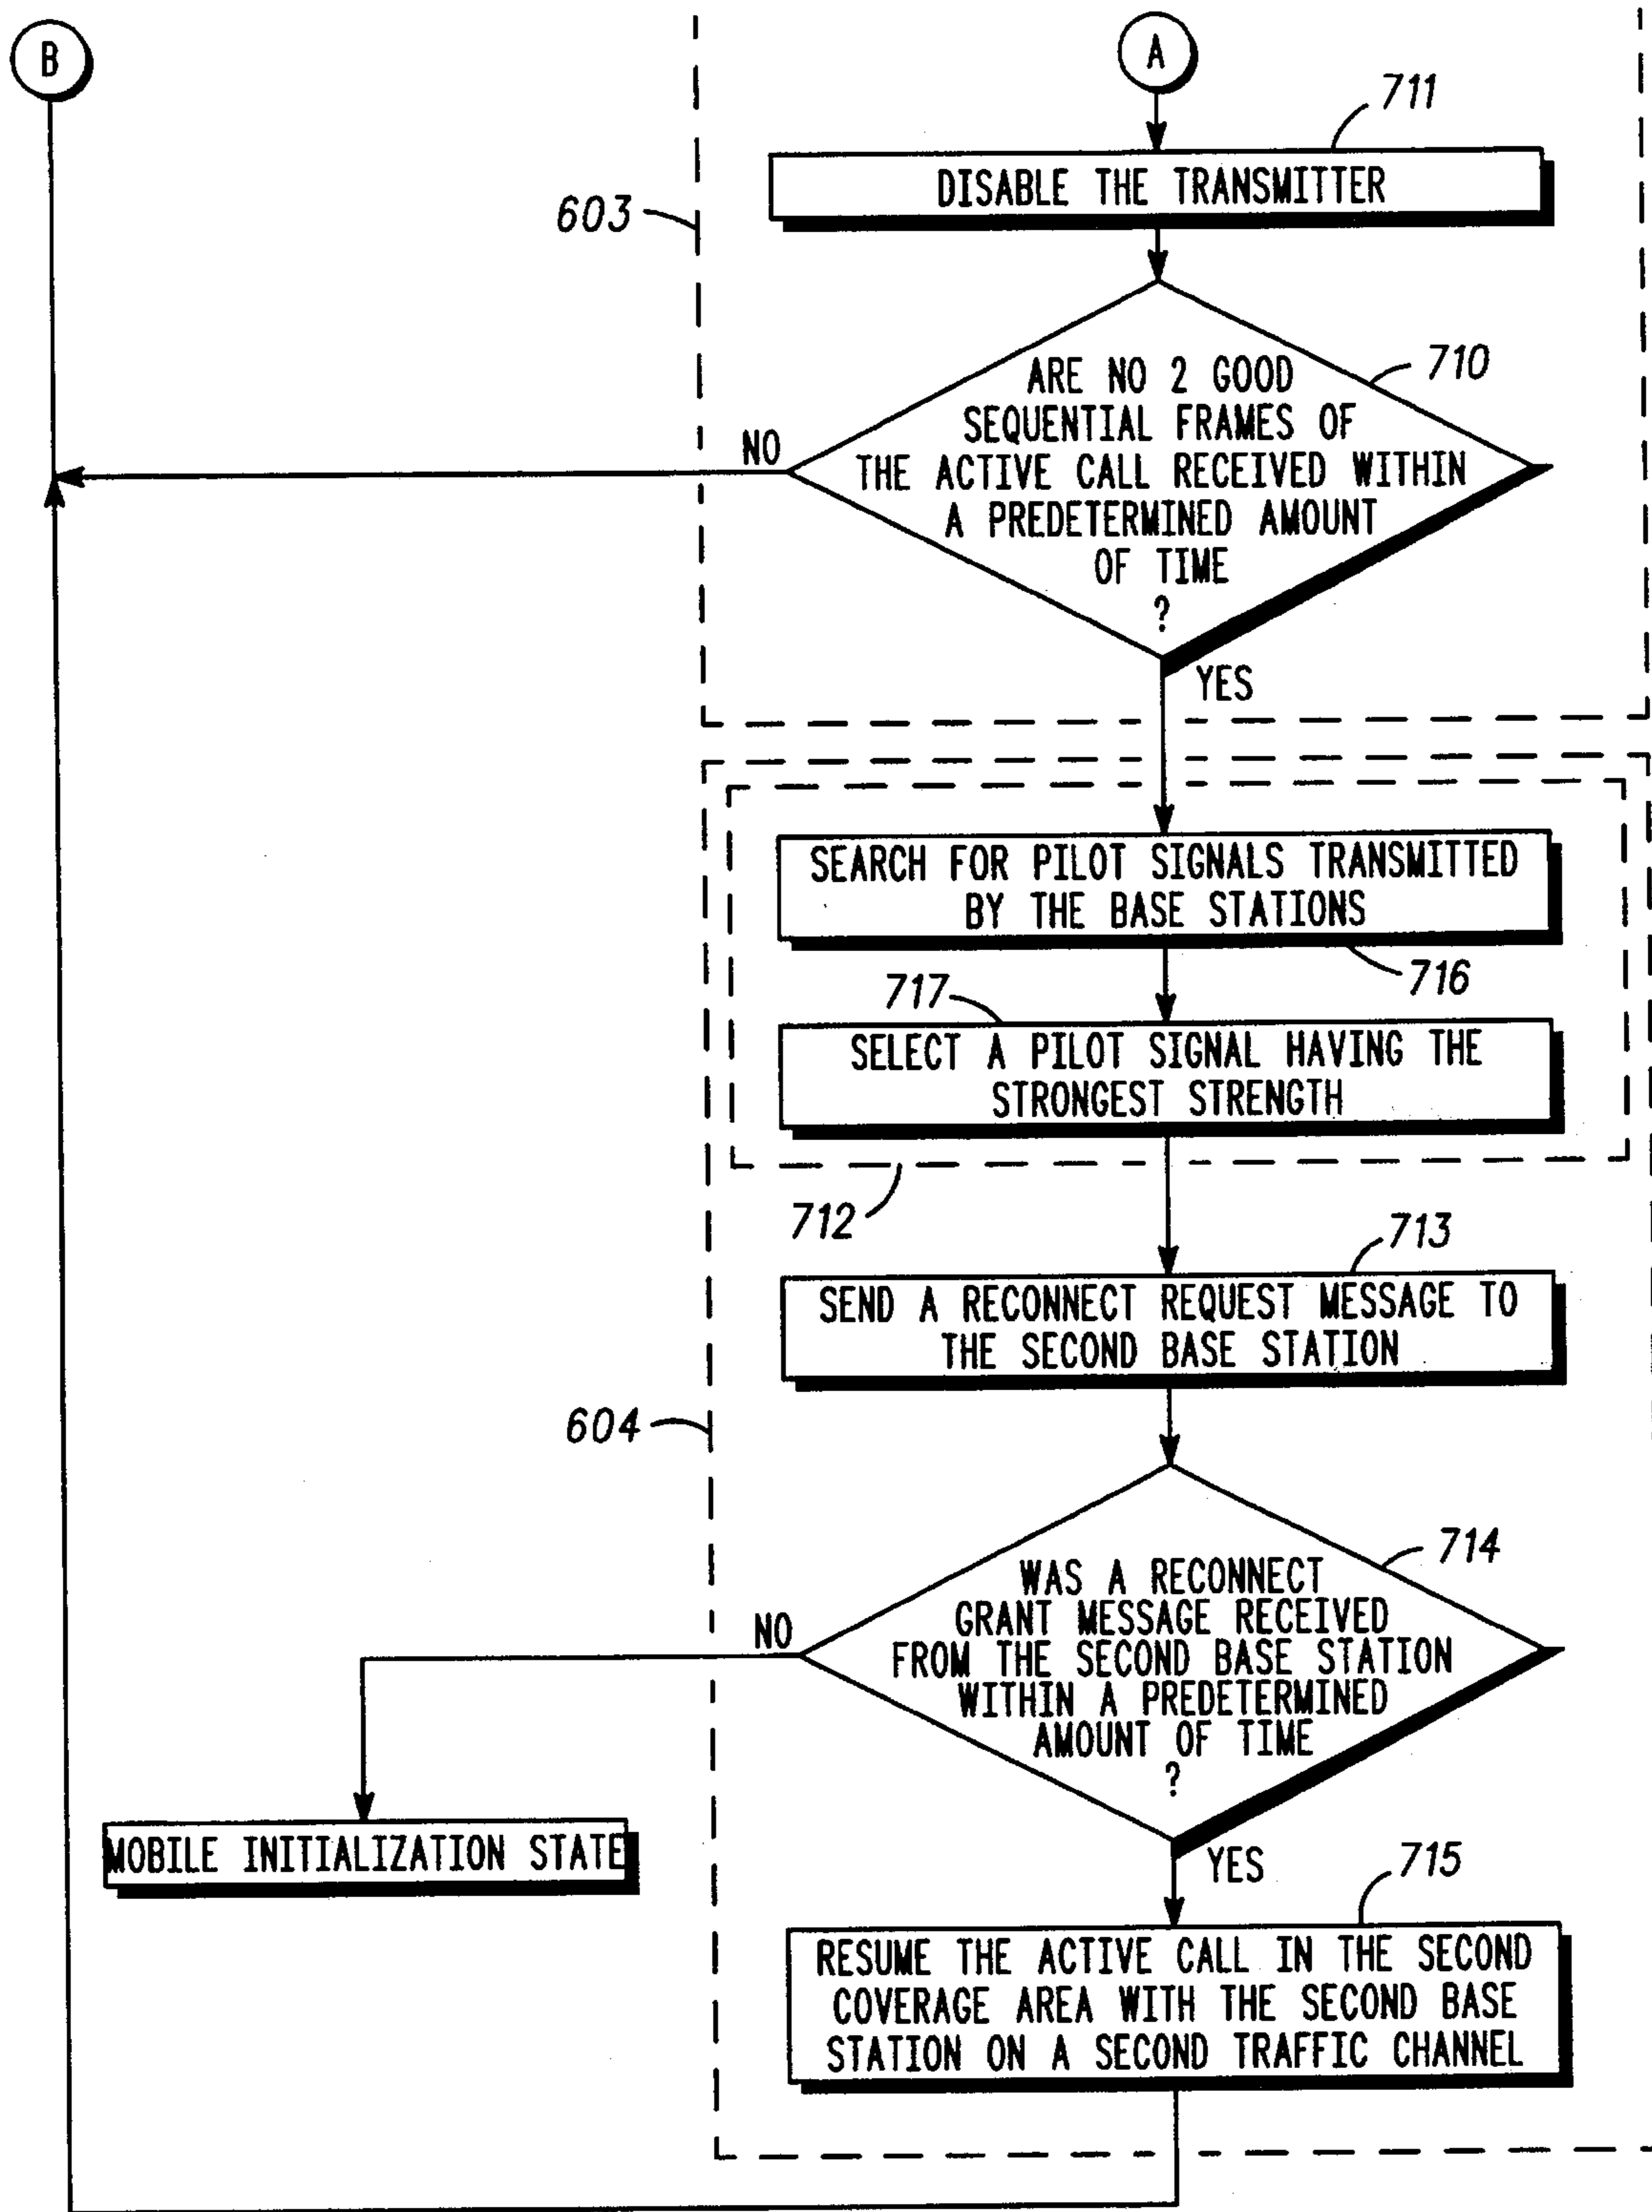 B
A
711
DISABLE THE TRANSMITTER
603
710
ARE NO 2 GOOD
SEQUENTIAL FRAMES OF
THE ACTIVE CALL RECEIVED WITHIN
A PREDETERMINED AMOUNT
OF TIME
?
NO
YES
SEARCH FOR PILOT SIGNALS TRANSMITTED
BY THE BASE STATIONS
716
717
SELECT A PILOT SIGNAL HAVING THE
STRONGEST STRENGTH
712
713
SEND A RECONNECT REQUEST MESSAGE TO
THE SECOND BASE STATION
604
714
WAS A RECONNECT
GRANT MESSAGE RECEIVED
FROM THE SECOND BASE STATION
WITHIN A PREDETERMINED
AMOUNT OF TIME
?
NO
MOBILE INITIALIZATION STATE
YES
715
RESUME THE ACTIVE CALL IN THE SECOND
COVERAGE AREA WITH THE SECOND BASE
STATION ON A SECOND TRAFFIC CHANNEL